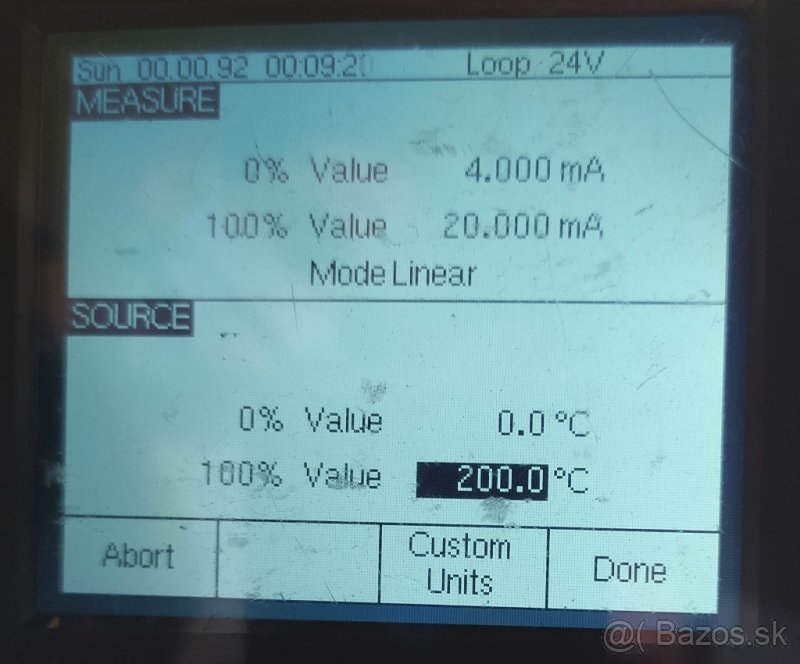 Sun 00.00.92 00:09:2 Loop 24V
MEASURE
0% Value 4.000 mA
100% Value 20.000 mA
Mode Linear
SOURCE
0% Value 0.0 °C
100% Value 200.0 °C
Abort
Custom Units
Done
@( Bazos.sk